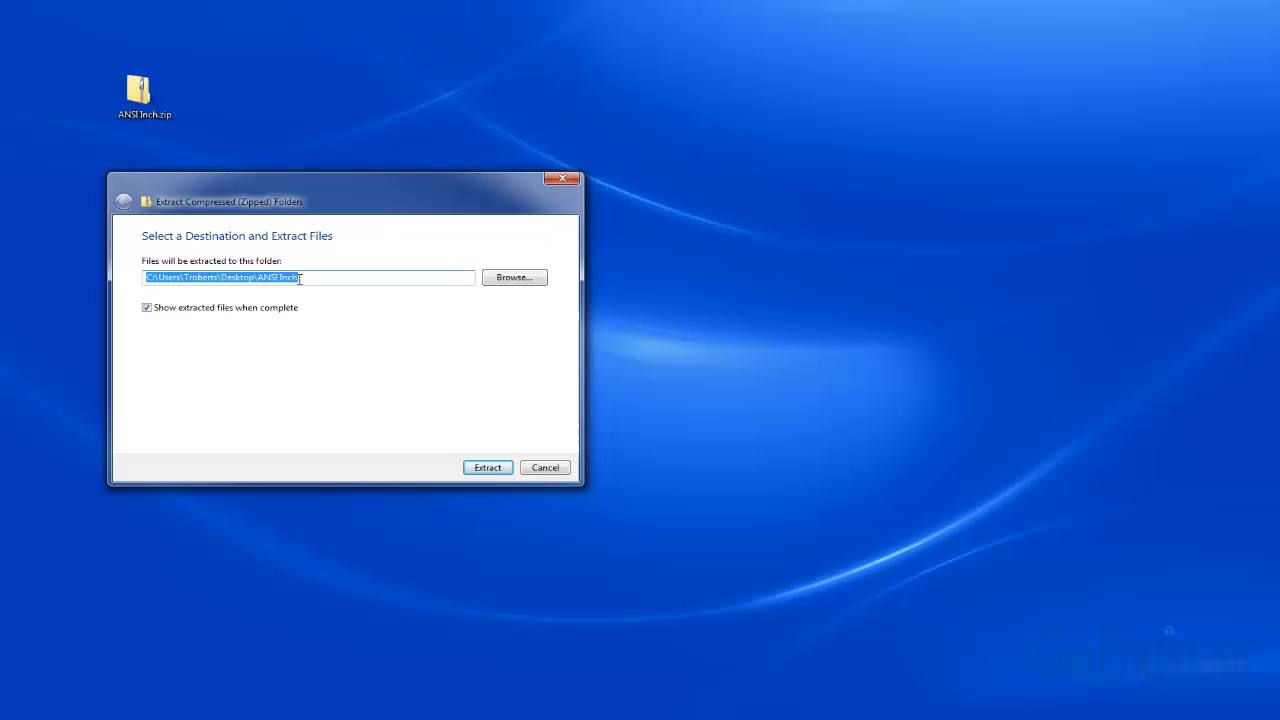 ANSI Inch.zip
Extract Compressed (Zipped) Folders
Select a Destination and Extract Files
Files will be extracted to this folder:
C:\Users\Troberts\Desktop\ANSI Inch
Browse...
Show extracted files when complete
Extract
Cancel